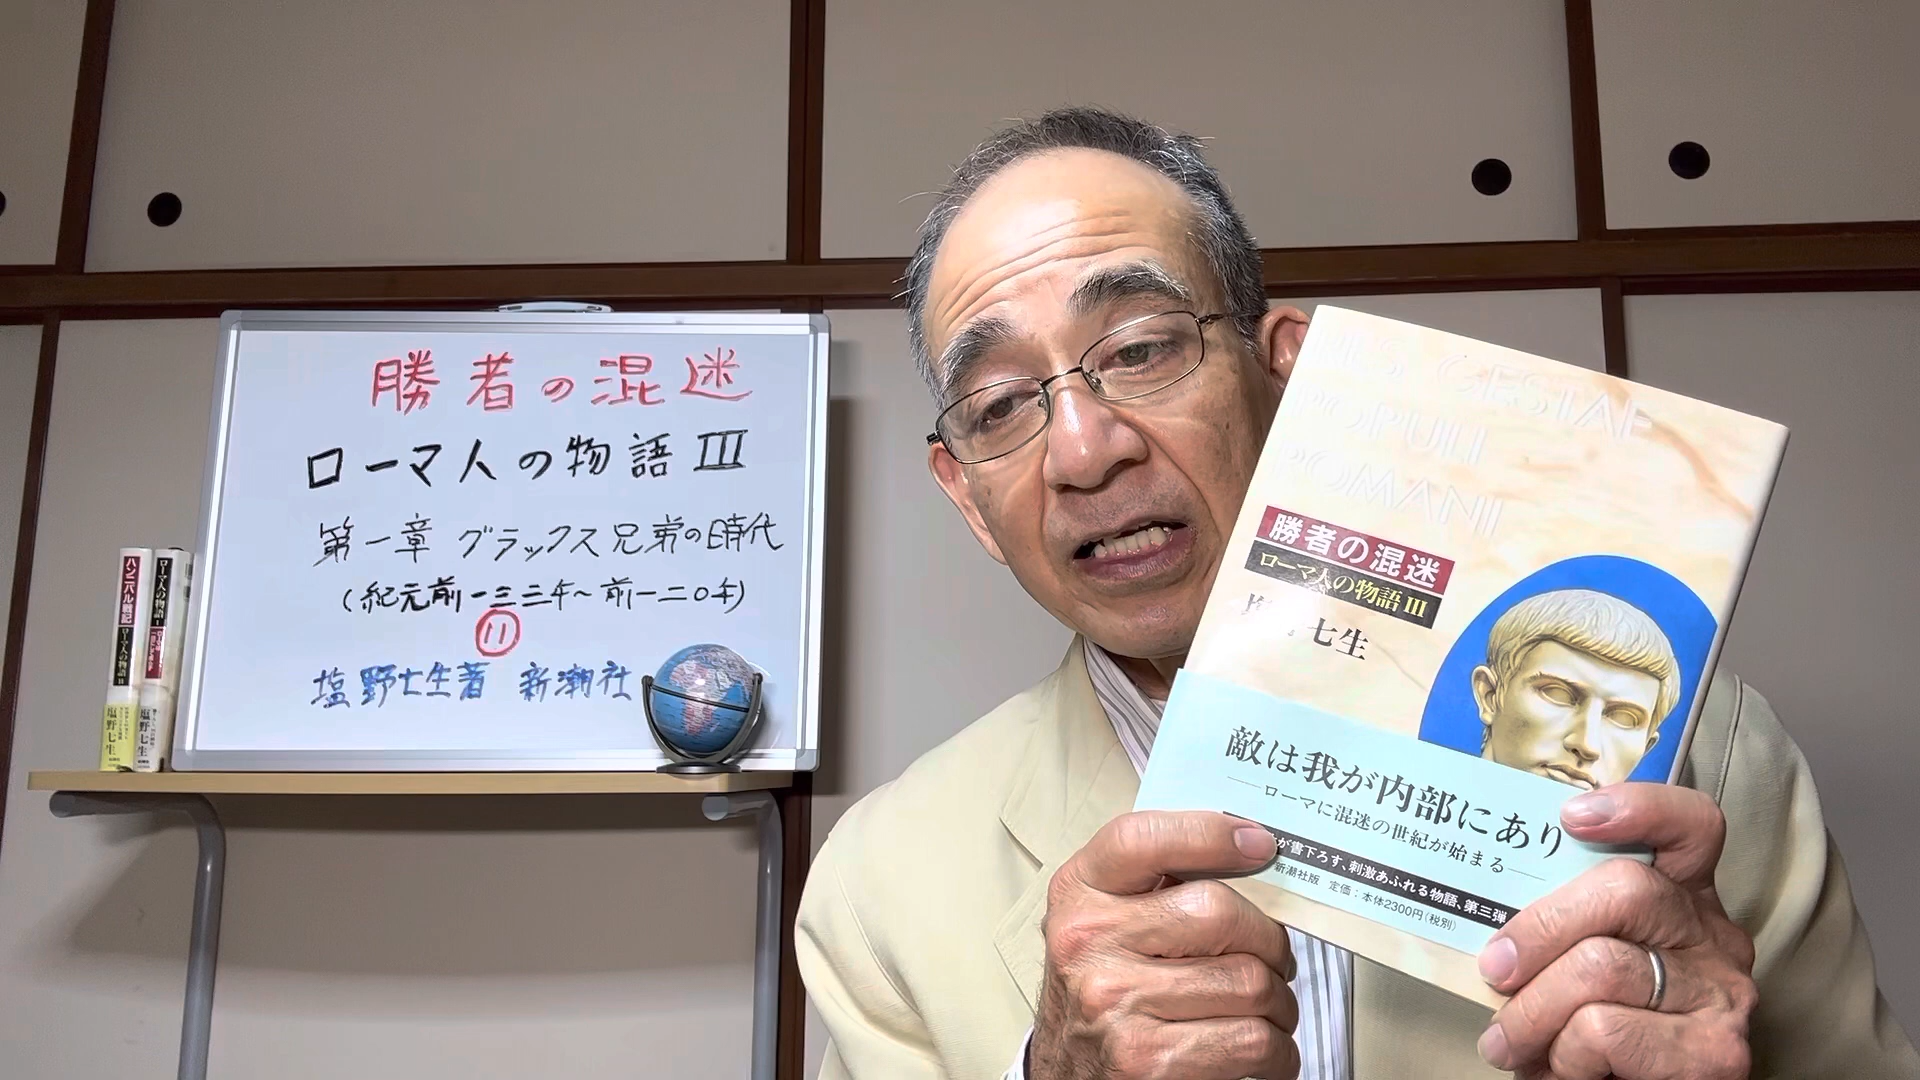 勝者の混迷
ローマ人の物語 III
第一章 グラックス兄弟の時代
(紀元前一三三年〜前一二〇年)
11
塩野七生著 新潮社
ハンニバル戦記
ローマ人の物語 II
塩野七生
ローマ人の物語 I
塩野七生
RES GESTAE
POPULI
ROMANI
勝者の混迷
ローマ人の物語 III
七生
敵は我が内部にあり
―ローマに混迷の世紀が始まる―
が書下ろす、刺激あふれる物語、第三弾
新潮社版 定価：本体2300円(税別)